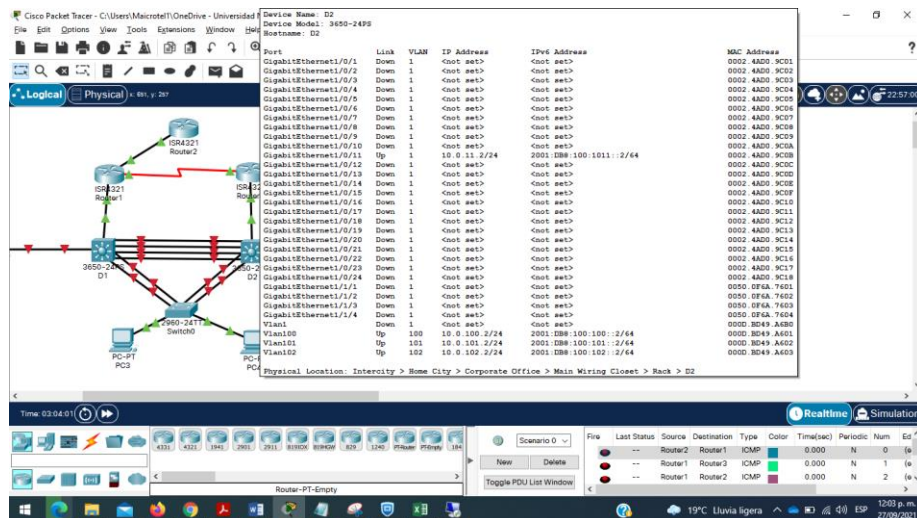 Cisco Packet Tracer - C:\Users\Maicrotel1\OneDrive - Universidad
File Edit Options View Tools Extensions Window Help
Logical Physical
22:57:00
ISR4321
Router2
ISR4321
Router1
3650-24PS
D1
D2
2960-24TT
Switch0
PC-PT
PC3
PC-PT
Device Name: D2
Device Model: 3650-24PS
Hostname: D2
Port Link VLAN IP Address IPv6 Address MAC Address
GigabitEthernet1/0/1 Down 1 <not set> <not set> 0002.4AD0.9C01
GigabitEthernet1/0/2 Down 1 <not set> <not set> 0002.4AD0.9C02
GigabitEthernet1/0/3 Down 1 <not set> <not set> 0002.4AD0.9C03
GigabitEthernet1/0/4 Down 1 <not set> <not set> 0002.4AD0.9C04
GigabitEthernet1/0/5 Down 1 <not set> <not set> 0002.4AD0.9C05
GigabitEthernet1/0/6 Down 1 <not set> <not set> 0002.4AD0.9C06
GigabitEthernet1/0/7 Down 1 <not set> <not set> 0002.4AD0.9C07
GigabitEthernet1/0/8 Down 1 <not set> <not set> 0002.4AD0.9C08
GigabitEthernet1/0/9 Down 1 <not set> <not set> 0002.4AD0.9C09
GigabitEthernet1/0/10 Down 1 <not set> <not set> 0002.4AD0.9C0A
GigabitEthernet1/0/11 Up 1 10.0.11.2/24 2001:DB8:100:1011::2/64 0002.4AD0.9C0B
GigabitEthernet1/0/12 Down 1 <not set> <not set> 0002.4AD0.9C0C
GigabitEthernet1/0/13 Down 1 <not set> <not set> 0002.4AD0.9C0D
GigabitEthernet1/0/14 Down 1 <not set> <not set> 0002.4AD0.9C0E
GigabitEthernet1/0/15 Down 1 <not set> <not set> 0002.4AD0.9C0F
GigabitEthernet1/0/16 Down 1 <not set> <not set> 0002.4AD0.9C10
GigabitEthernet1/0/17 Down 1 <not set> <not set> 0002.4AD0.9C11
GigabitEthernet1/0/18 Down 1 <not set> <not set> 0002.4AD0.9C12
GigabitEthernet1/0/19 Down 1 <not set> <not set> 0002.4AD0.9C13
GigabitEthernet1/0/20 Down 1 <not set> <not set> 0002.4AD0.9C14
GigabitEthernet1/0/21 Down 1 <not set> <not set> 0002.4AD0.9C15
GigabitEthernet1/0/22 Down 1 <not set> <not set> 0002.4AD0.9C16
GigabitEthernet1/0/23 Down 1 <not set> <not set> 0002.4AD0.9C17
GigabitEthernet1/0/24 Down 1 <not set> <not set> 0002.4AD0.9C18
GigabitEthernet1/1/1 Down 1 <not set> <not set> 0050.0F6A.7601
GigabitEthernet1/1/2 Down 1 <not set> <not set> 0050.0F6A.7602
GigabitEthernet1/1/3 Down 1 <not set> <not set> 0050.0F6A.7603
GigabitEthernet1/1/4 Down 1 <not set> <not set> 0050.0F6A.7604
Vlan1 Down 1 <not set> <not set> 000D.BD49.A6B0
Vlan100 Up 100 10.0.100.2/24 2001:DB8:100:100::2/64 000D.BD49.A601
Vlan101 Up 101 10.0.101.2/24 2001:DB8:100:101::2/64 000D.BD49.A602
Vlan102 Up 102 10.0.102.2/24 2001:DB8:100:102::2/64 000D.BD49.A603
Physical Location: Intercity > Home City > Corporate Office > Main Wiring Closet > Rack > D2
Time: 03:04:01
Realtime Simulation
4331 4321 1941 2901 2911 819IOX 819HGW 829 1240 PT-Router PT-Empty
Router-PT-Empty
Scenario 0
New Delete
Toggle PDU List Window
Fire Last Status Source Destination Type Color Time(sec) Periodic Num Ed
-- Router2 Router1 ICMP 0.000 N 0 (e
-- Router1 Router3 ICMP 0.000 N 1 (e
-- Router1 Router2 ICMP 0.000 N 2 (e
19°C Lluvia ligera ESP 12:03 p. m.
27/09/2021